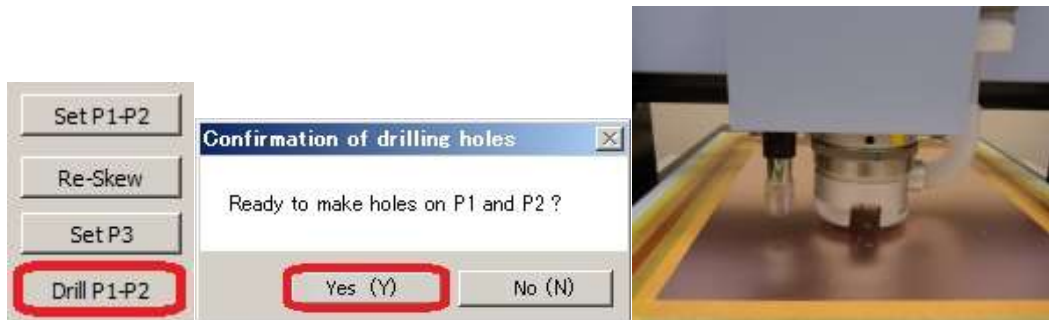 Set P1-P2
Re-Skew
Set P3
Drill P1-P2
Confirmation of drilling holes
Ready to make holes on P1 and P2 ?
Yes (Y)
No (N)